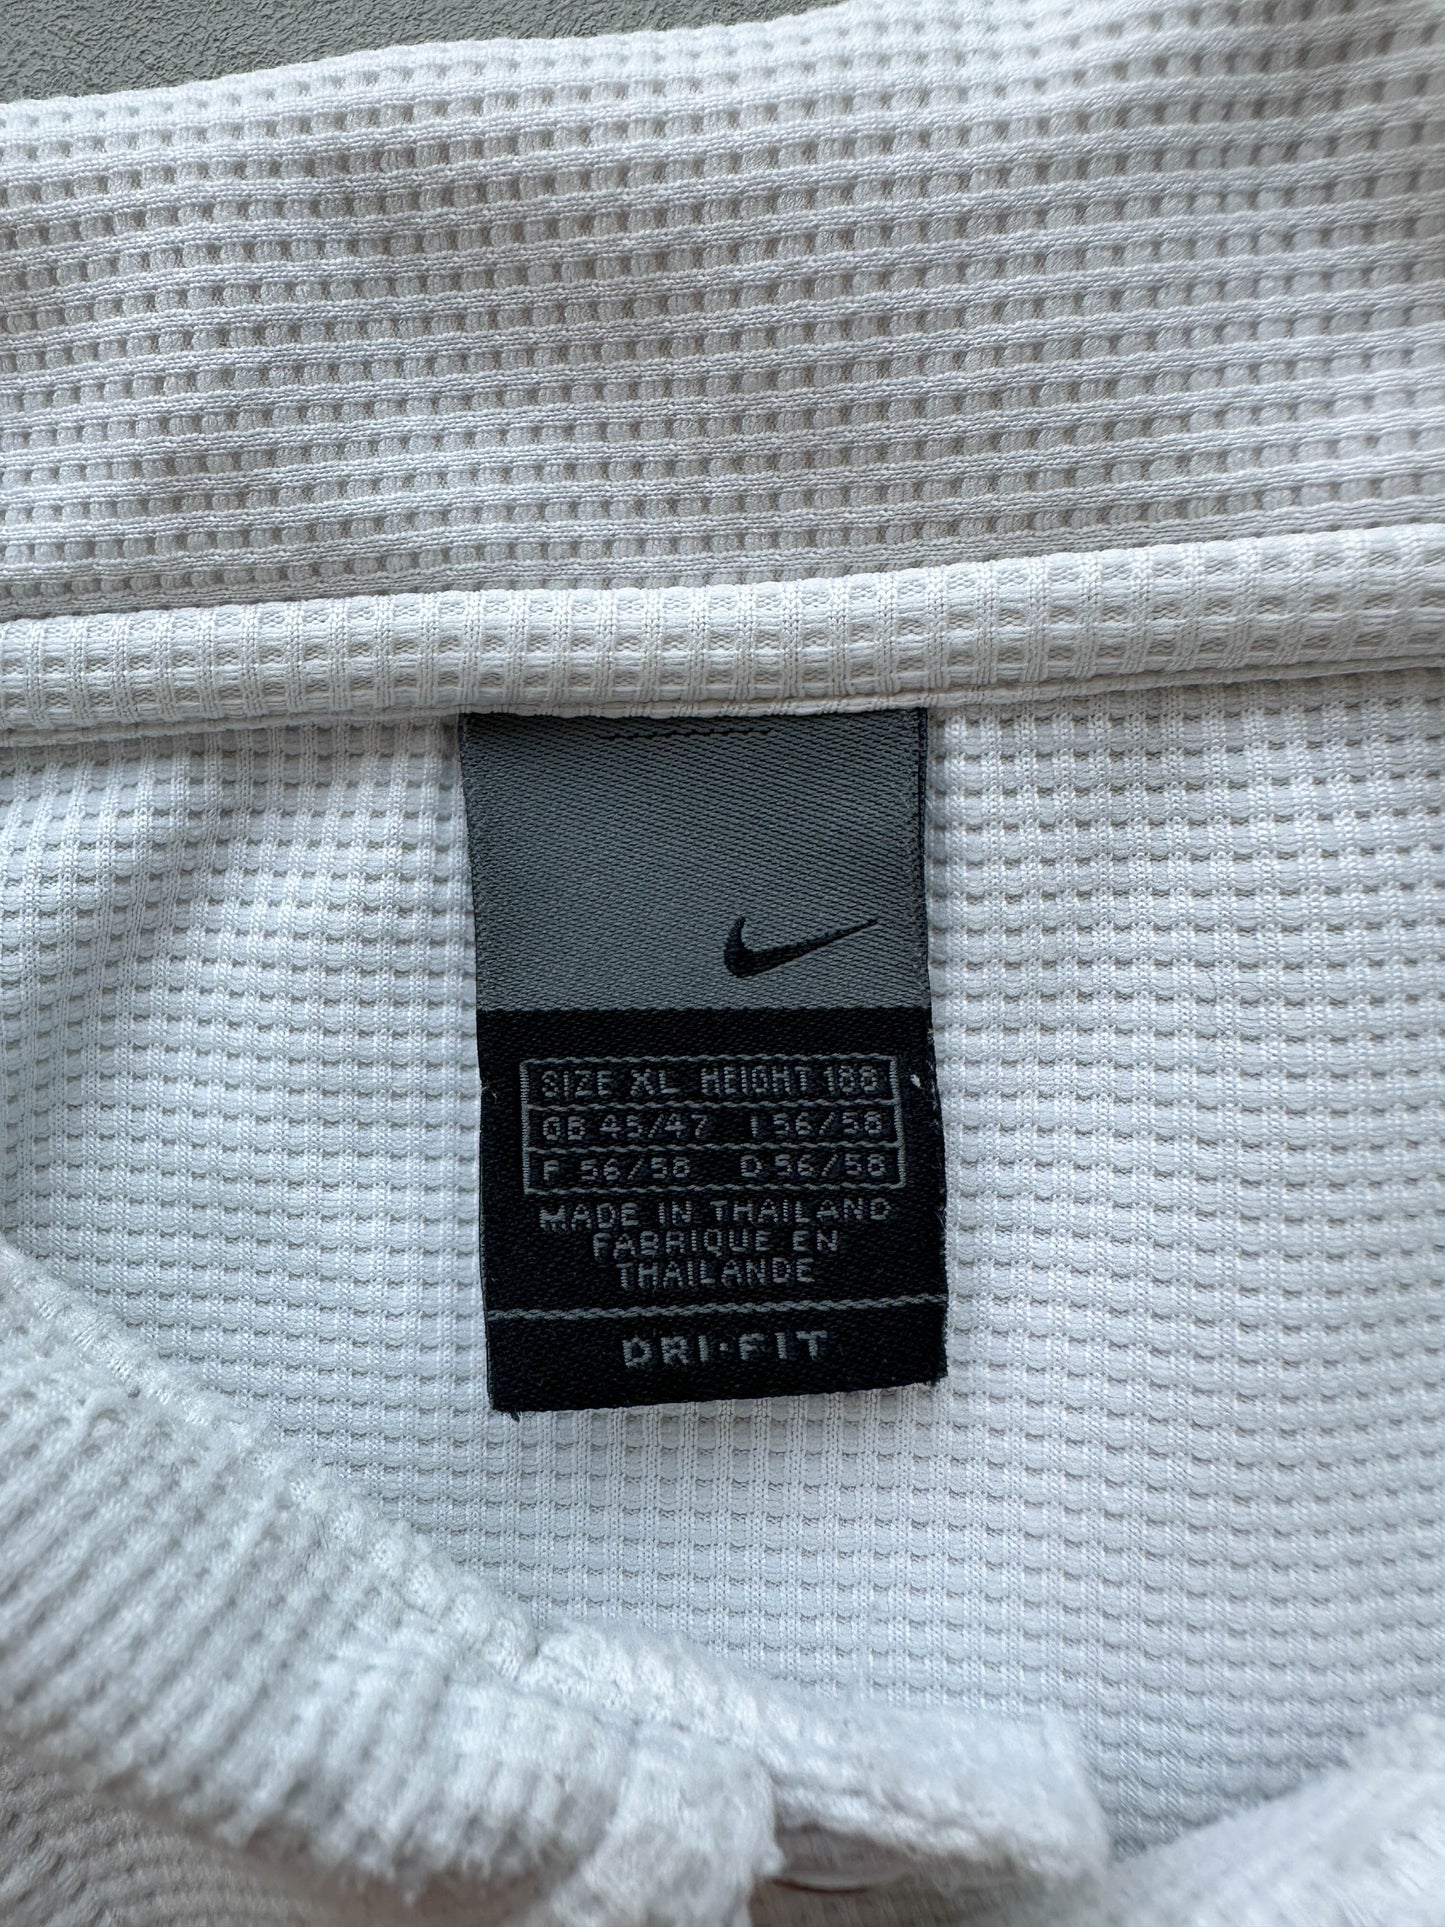 SIZE XL HEIGHT 188
GB 45/47 I 56/58
F 56/58 D 56/58
MADE IN THAILAND
FABRIQUE EN
THAILANDE
DRI·FIT